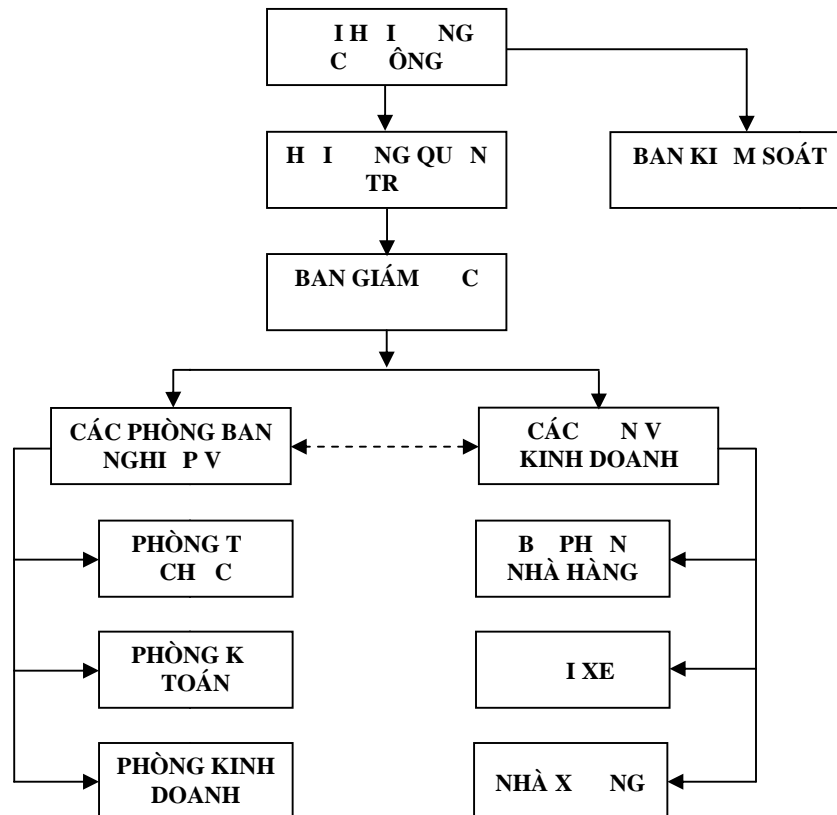 I H I NG
C ÔNG
H I NG QU N
TR
BAN KI M SOÁT
BAN GIÁM C
CÁC PHÒNG BAN
NGHI P V
CÁC N V
KINH DOANH
PHÒNG T
CH C
B PH N
NHÀ HÀNG
PHÒNG K
TOÁN
I XE
PHÒNG KINH
DOANH
NHÀ X NG